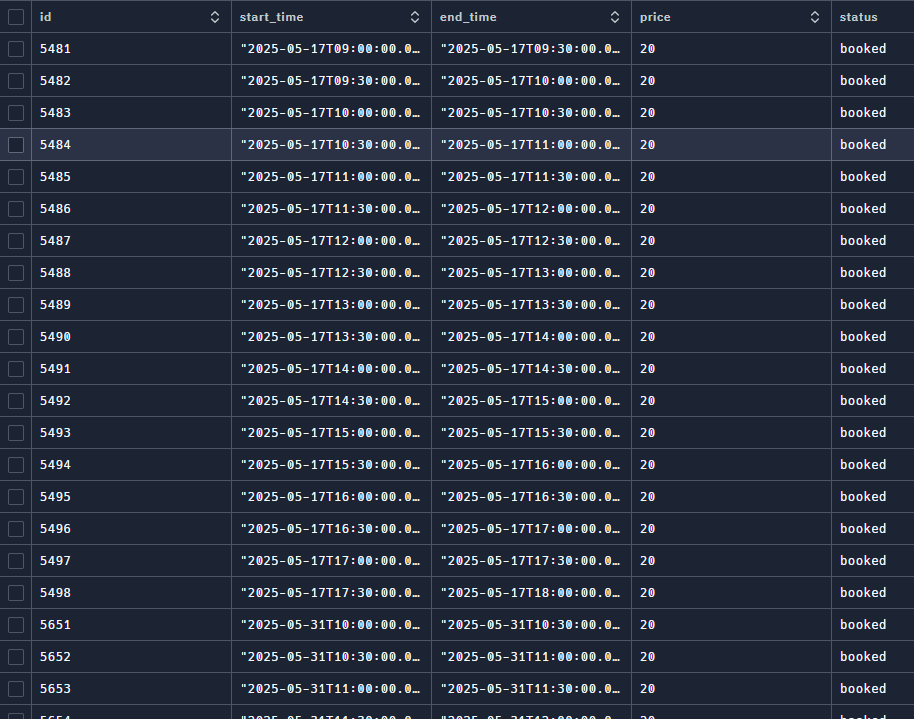 id start_time end_time price status
5481 "2025-05-17T09:00:00.0… "2025-05-17T09:30:00.0… 20 booked
5482 "2025-05-17T09:30:00.0… "2025-05-17T10:00:00.0… 20 booked
5483 "2025-05-17T10:00:00.0… "2025-05-17T10:30:00.0… 20 booked
5484 "2025-05-17T10:30:00.0… "2025-05-17T11:00:00.0… 20 booked
5485 "2025-05-17T11:00:00.0… "2025-05-17T11:30:00.0… 20 booked
5486 "2025-05-17T11:30:00.0… "2025-05-17T12:00:00.0… 20 booked
5487 "2025-05-17T12:00:00.0… "2025-05-17T12:30:00.0… 20 booked
5488 "2025-05-17T12:30:00.0… "2025-05-17T13:00:00.0… 20 booked
5489 "2025-05-17T13:00:00.0… "2025-05-17T13:30:00.0… 20 booked
5490 "2025-05-17T13:30:00.0… "2025-05-17T14:00:00.0… 20 booked
5491 "2025-05-17T14:00:00.0… "2025-05-17T14:30:00.0… 20 booked
5492 "2025-05-17T14:30:00.0… "2025-05-17T15:00:00.0… 20 booked
5493 "2025-05-17T15:00:00.0… "2025-05-17T15:30:00.0… 20 booked
5494 "2025-05-17T15:30:00.0… "2025-05-17T16:00:00.0… 20 booked
5495 "2025-05-17T16:00:00.0… "2025-05-17T16:30:00.0… 20 booked
5496 "2025-05-17T16:30:00.0… "2025-05-17T17:00:00.0… 20 booked
5497 "2025-05-17T17:00:00.0… "2025-05-17T17:30:00.0… 20 booked
5498 "2025-05-17T17:30:00.0… "2025-05-17T18:00:00.0… 20 booked
5651 "2025-05-31T10:00:00.0… "2025-05-31T10:30:00.0… 20 booked
5652 "2025-05-31T10:30:00.0… "2025-05-31T11:00:00.0… 20 booked
5653 "2025-05-31T11:00:00.0… "2025-05-31T11:30:00.0… 20 booked